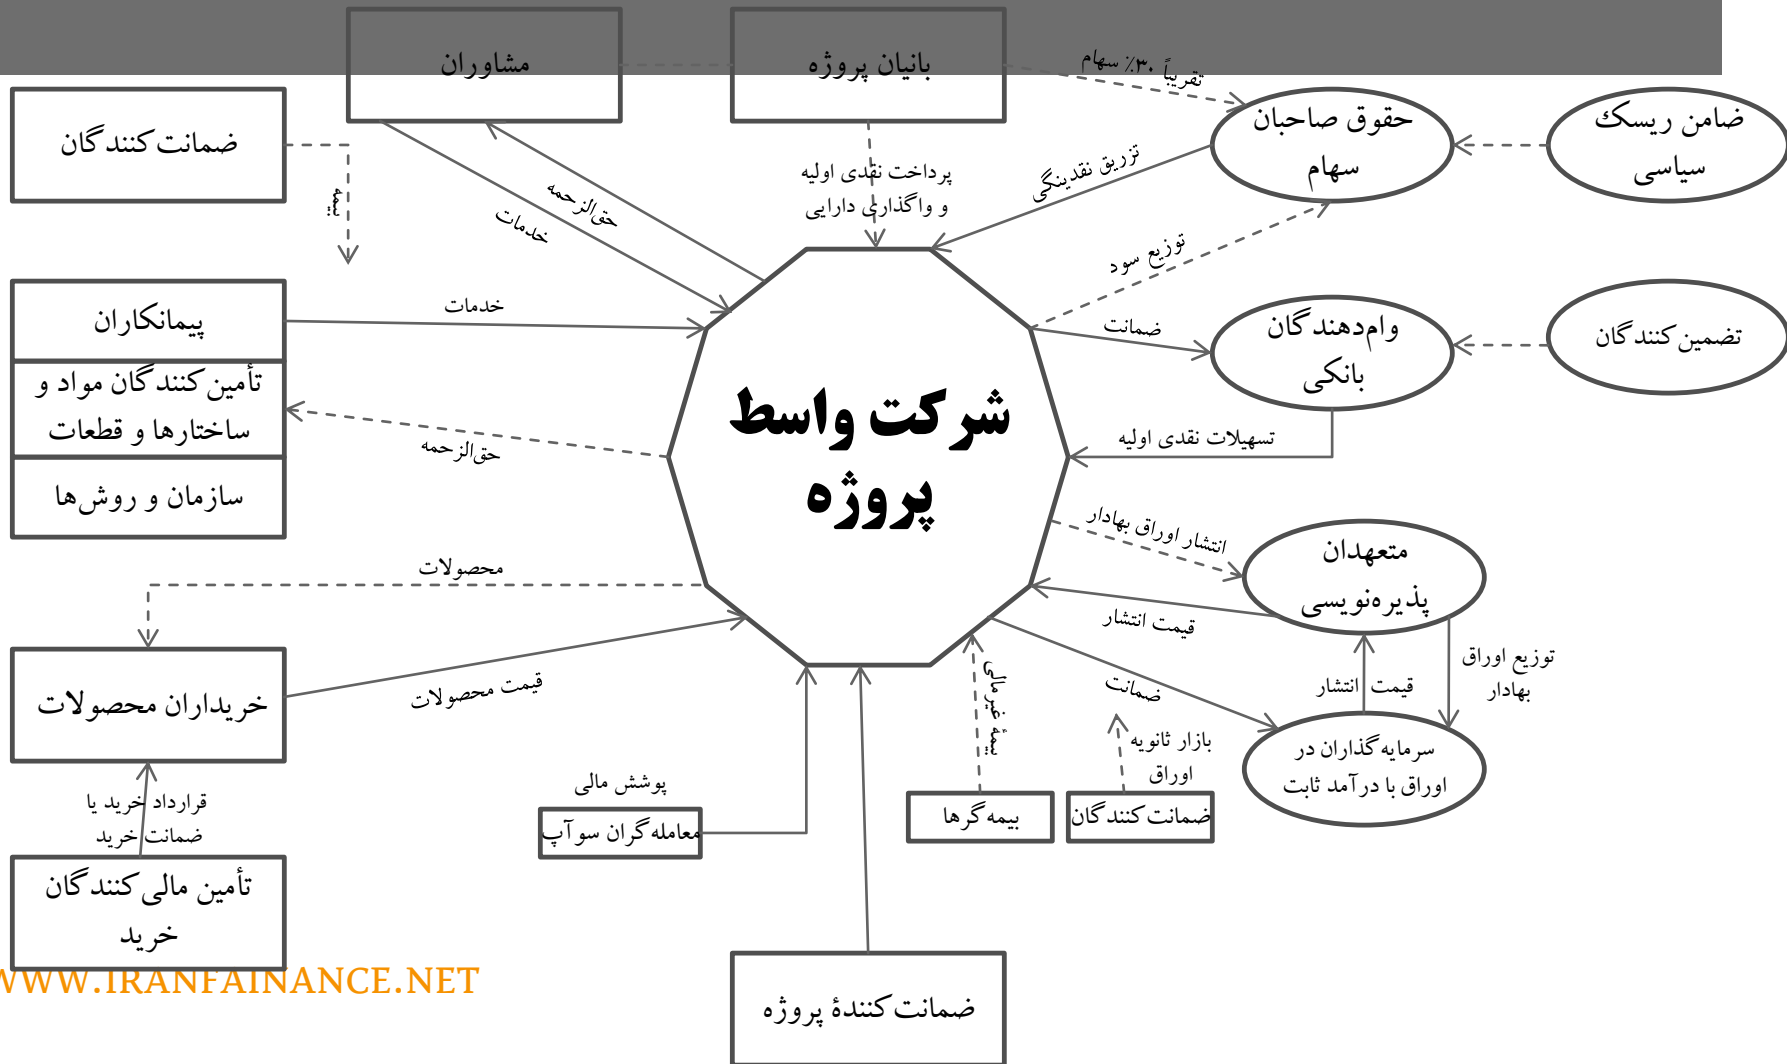 مشاوران
بانیان پروژه
تقریباً ۳۰٪ سهام
ضمانت‌کنندگان
حقوق صاحبان
سهام
ضامن ریسک
سیاسی
بیمه
حق‌الزحمه
خدمات
پرداخت نقدی اولیه
و واگذاری دارایی
تزریق نقدینگی
توزیع سود
پیمانکاران
خدمات
ضمانت
وام‌دهندگان
بانکی
تضمین‌کنندگان
تأمین‌کنندگان مواد و
ساختارها و قطعات
حق‌الزحمه
شرکت واسط
پروژه
تسهیلات نقدی اولیه
سازمان و روش‌ها
انتشار اوراق بهادار
متعهدان
پذیره‌نویسی
محصولات
قیمت انتشار
خریداران محصولات
قیمت محصولات
بیمهٔ غیرمالی
ضمانت
قیمت انتشار
توزیع اوراق
بهادار
بازار ثانویه
اوراق
سرمایه‌گذاران در
اوراق با درآمد ثابت
قرارداد خرید یا
ضمانت خرید
پوشش مالی
معامله‌گران سوآپ
بیمه‌گرها
ضمانت‌کنندگان
تأمین مالی‌کنندگان
خرید
WWW.IRANFAINANCE.NET
ضمانت‌کنندهٔ پروژه